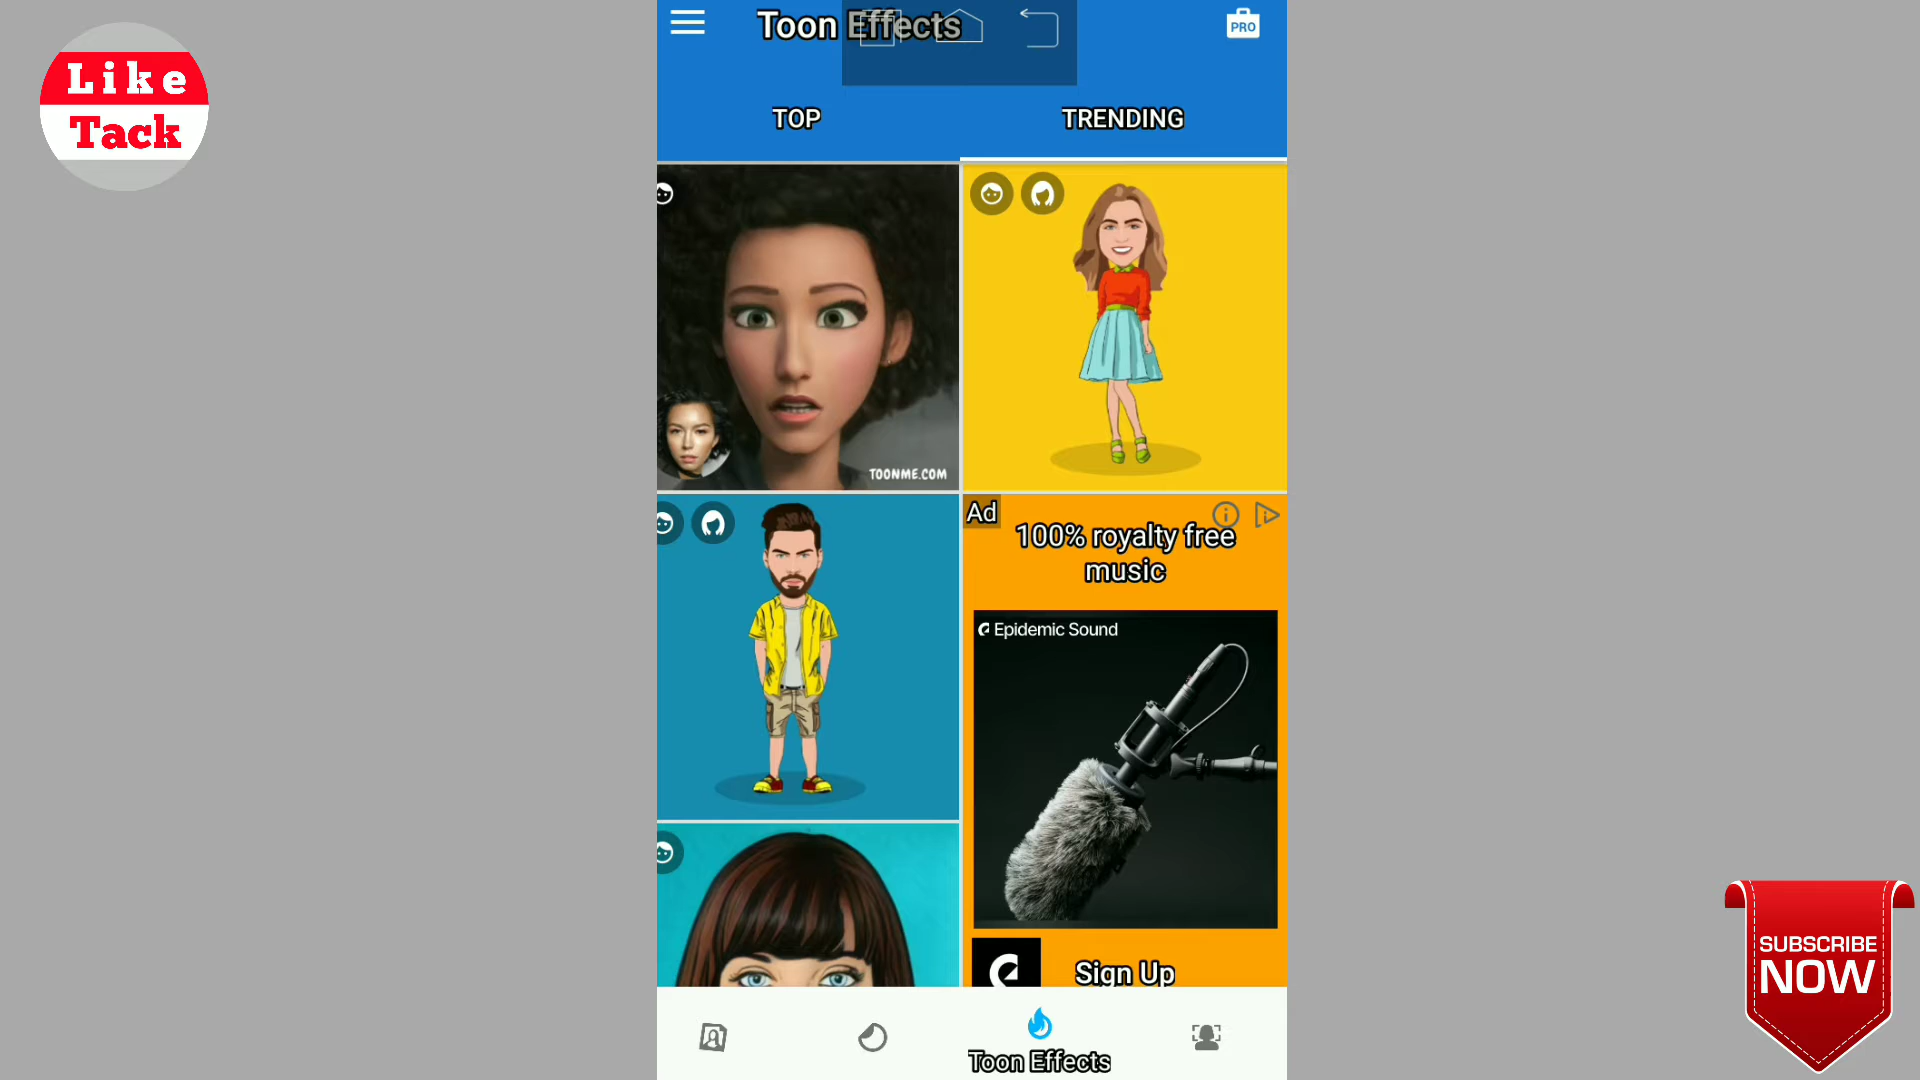 Like
Tack
Toon Effects
PRO
TOP
TRENDING
TOONME.COM
Ad
100% royalty free
music
Epidemic Sound
Sign Up
Toon Effects
SUBSCRIBE
NOW